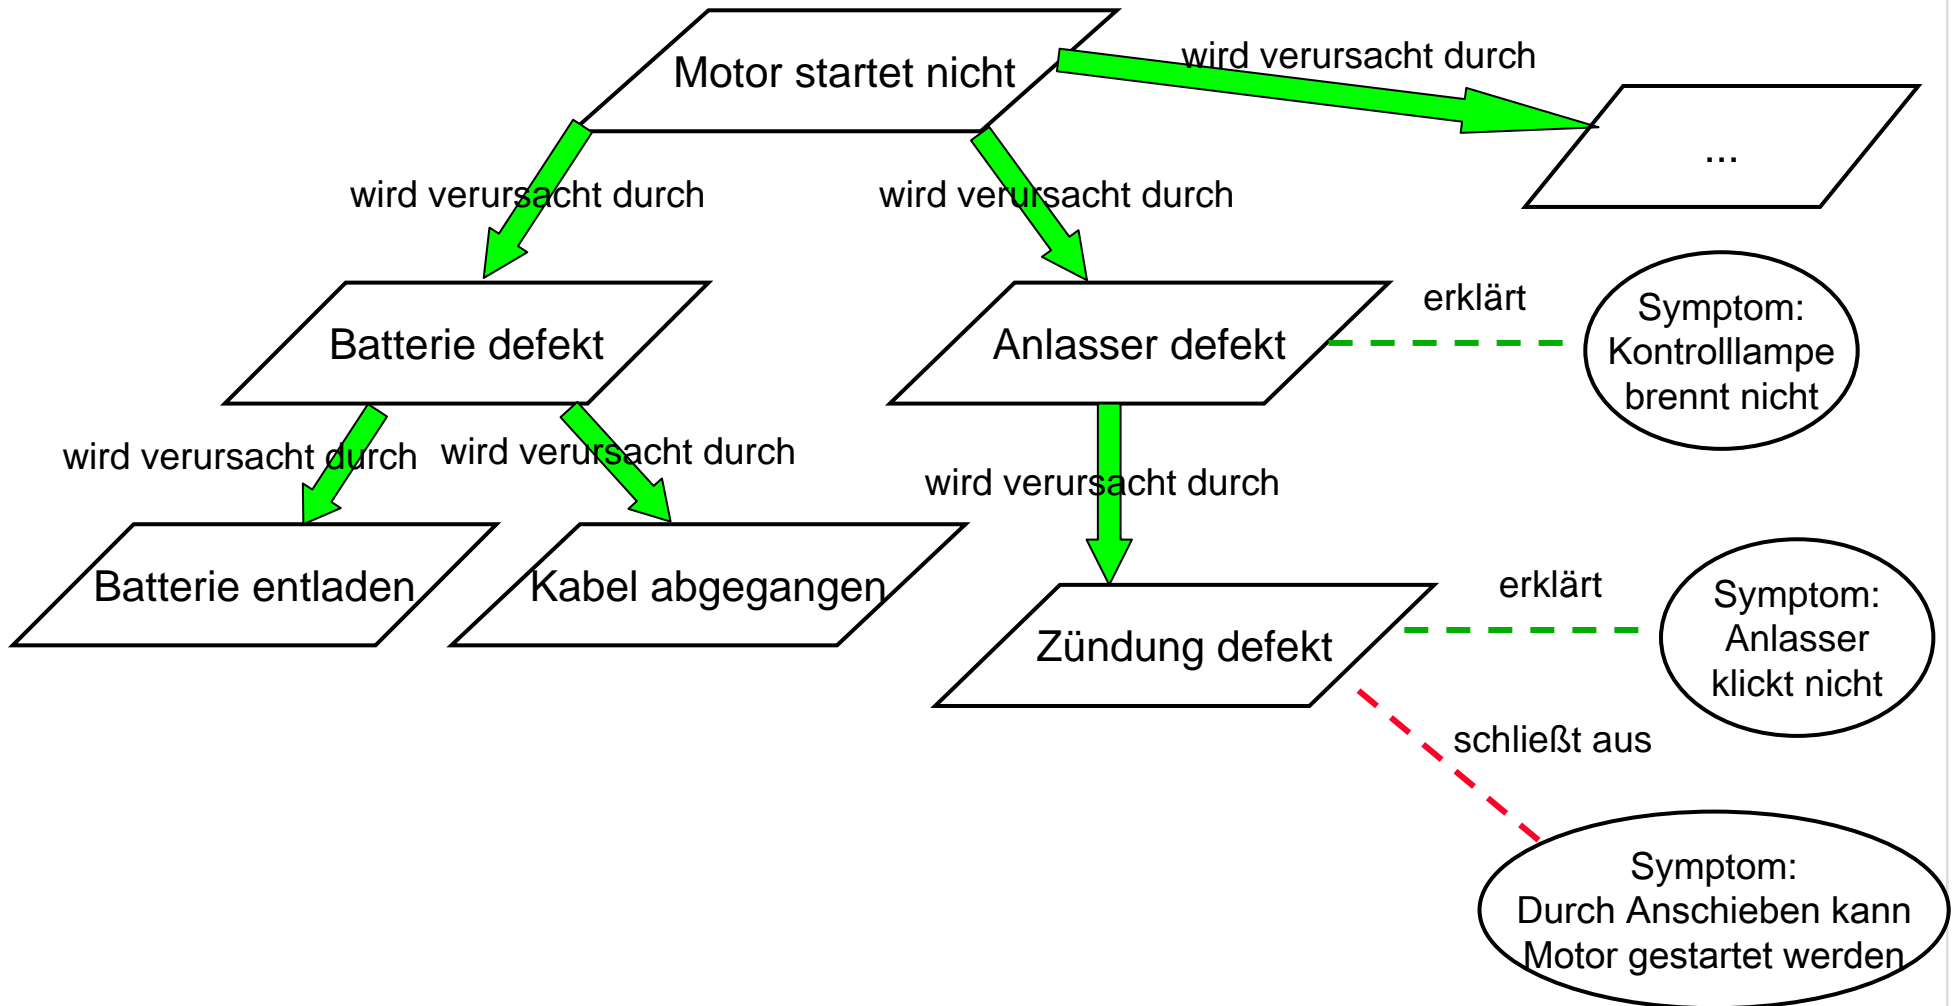 Motor startet nicht
wird verursacht durch
...
wird verursacht durch
wird verursacht durch
Batterie defekt
Anlasser defekt
erklärt
Symptom:
Kontrolllampe
brennt nicht
wird verursacht durch
wird verursacht durch
wird verursacht durch
Batterie entladen
Kabel abgegangen
Zündung defekt
erklärt
Symptom:
Anlasser
klickt nicht
schließt aus
Symptom:
Durch Anschieben kann
Motor gestartet werden